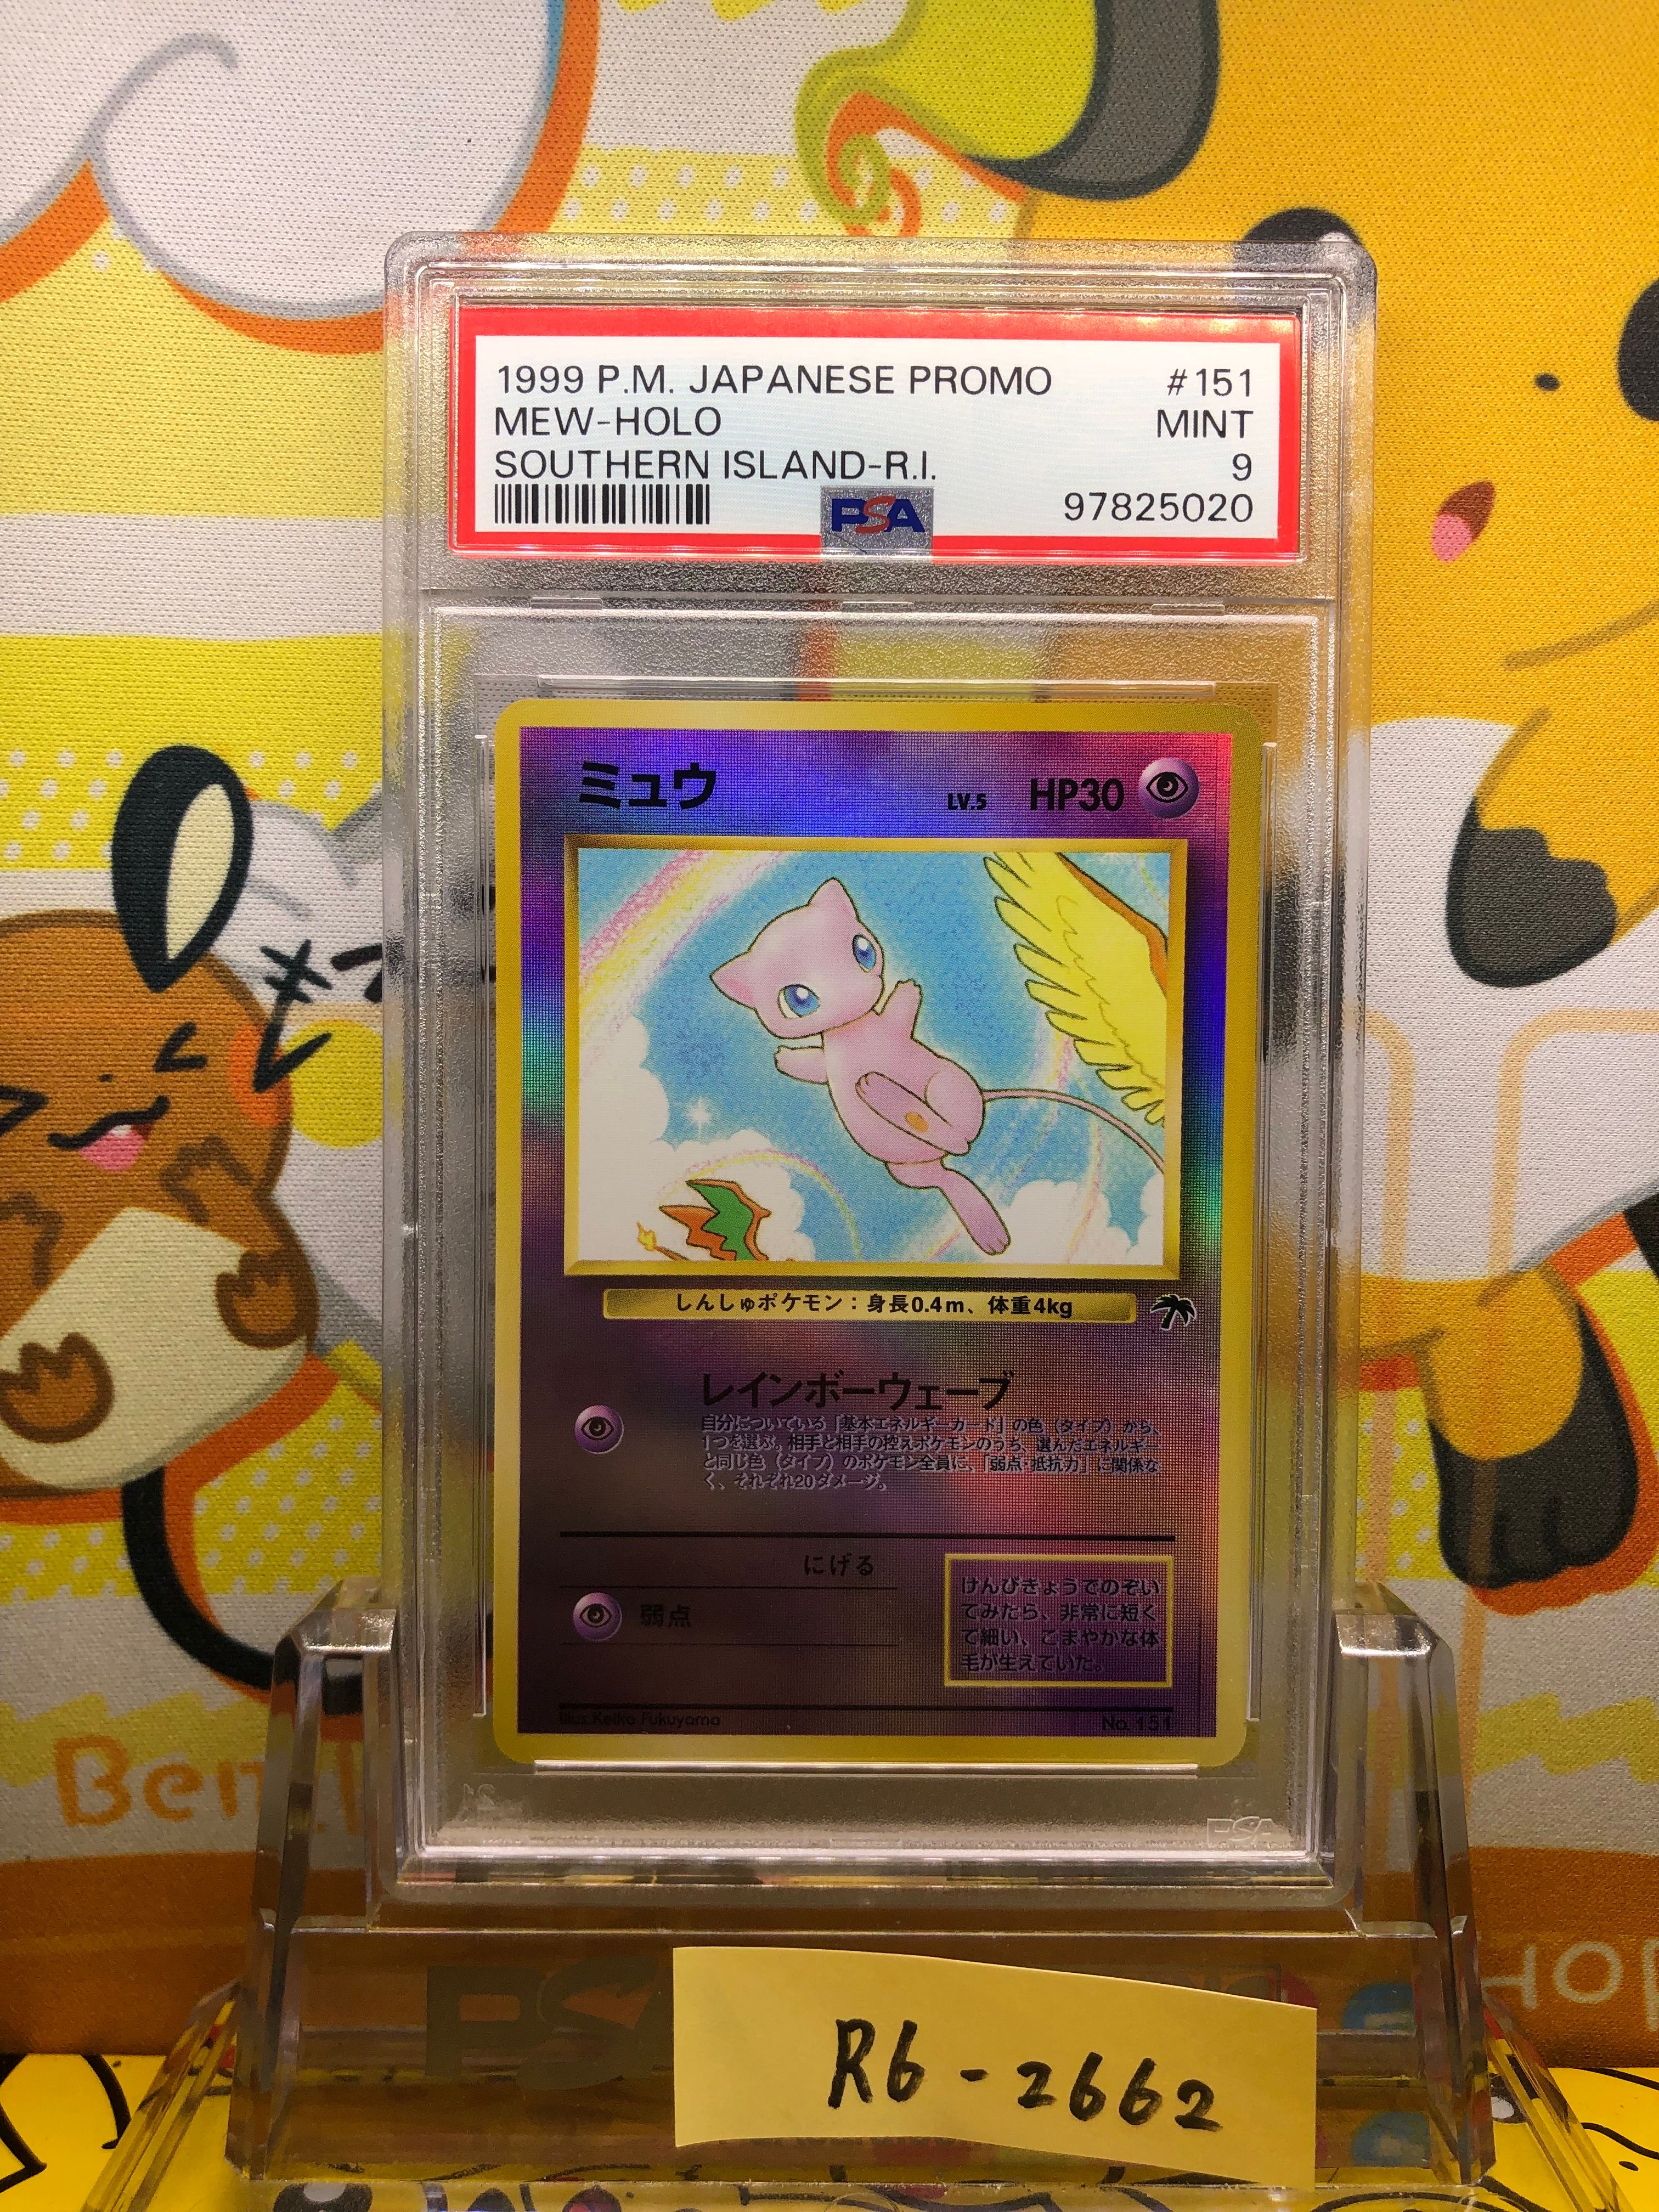 1999 P.M. JAPANESE PROMO #151
MEW-HOLO MINT
SOUTHERN ISLAND-R.I. 9
PSA 97825020
ミュウ LV.5 HP30
しんしゅポケモン：身長0.4m、体重4kg
レインボーウェーブ
自分についている「基本エネルギーカード」の色（タイプ）から、
1つを選ぶ。相手と相手の控えポケモンのうち、選んだエネルギー
と同じ色（タイプ）のポケモン全員に、「弱点・抵抗力」に関係な
く、それぞれ20ダメージ。
にげる
弱点
けんびきょうでのぞい
てみたら、非常に短く
て細い、こまやかな体
毛が生えていた。
Illus.Keiko Fukuyama No.151
PSA
PSA
R6-2662